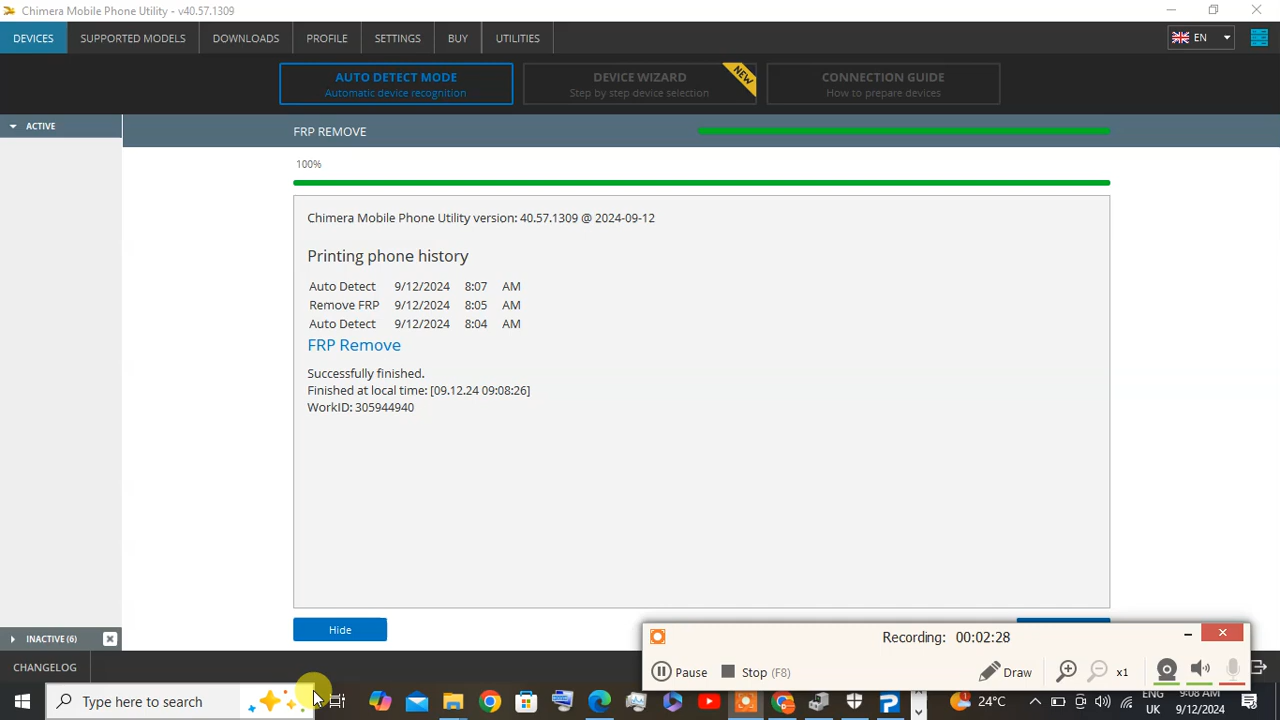 Chimera Mobile Phone Utility - v40.57.1309
DEVICES SUPPORTED MODELS DOWNLOADS PROFILE SETTINGS BUY UTILITIES EN
AUTO DETECT MODE
Automatic device recognition
DEVICE WIZARD
Step by step device selection
NEW
CONNECTION GUIDE
How to prepare devices
ACTIVE
FRP REMOVE
100%
Chimera Mobile Phone Utility version: 40.57.1309 @ 2024-09-12
Printing phone history
Auto Detect 9/12/2024 8:07 AM
Remove FRP 9/12/2024 8:05 AM
Auto Detect 9/12/2024 8:04 AM
FRP Remove
Successfully finished.
Finished at local time: [09.12.24 09:08:26]
WorkID: 305944940
Hide
INACTIVE (6)
Recording: 00:02:28
Pause Stop (F8) Draw x1
CHANGELOG
Type here to search
24°C
ENG
UK
9:08 AM
9/12/2024